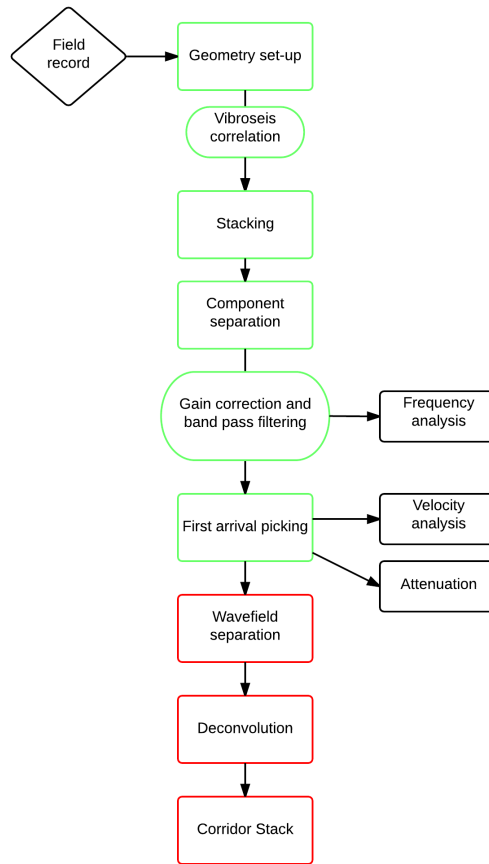 Field
record
Geometry set-up
Vibroseis
correlation
Stacking
Component
separation
Gain correction and
band pass filtering
Frequency
analysis
First arrival picking
Velocity
analysis
Attenuation
Wavefield
separation
Deconvolution
Corridor Stack